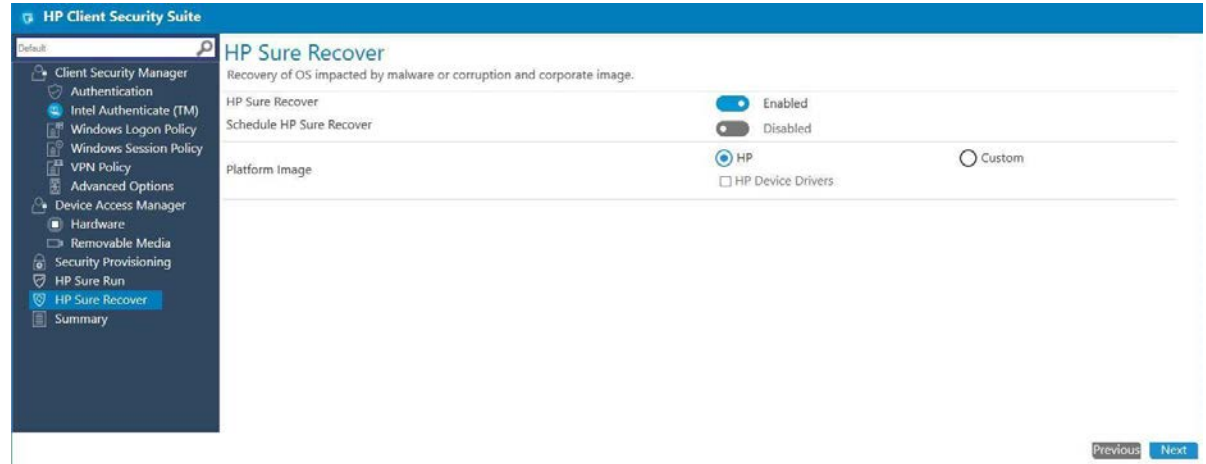 HP Client Security Suite
Default
Client Security Manager
Authentication
Intel Authenticate (TM)
Windows Logon Policy
Windows Session Policy
VPN Policy
Advanced Options
Device Access Manager
Hardware
Removable Media
Security Provisioning
HP Sure Run
HP Sure Recover
Summary
HP Sure Recover
Recovery of OS impacted by malware or corruption and corporate image.
HP Sure Recover Enabled
Schedule HP Sure Recover Disabled
Platform Image HP Custom
HP Device Drivers
Previous Next